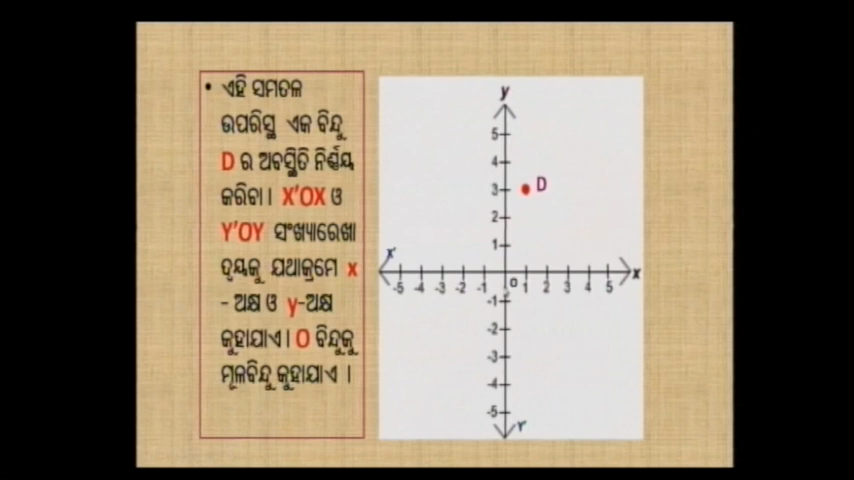 • ଏହି ସମତଳ
ଉପରିସ୍ଥ ଏକ ବିନ୍ଦୁ
D ର ଅବସ୍ଥିତି ନିର୍ଣ୍ଣୟ
କରିବା। X'OX ଓ
Y'OY ସଂଖ୍ୟାରେଖା
ଦ୍ୱୟକୁ ଯଥାକ୍ରମେ x
- ଅକ୍ଷ ଓ y-ଅକ୍ଷ
କୁହାଯାଏ। O ବିନ୍ଦୁକୁ
ମୂଳବିନ୍ଦୁ କୁହାଯାଏ ।
y
5
4
3 D
2
1
X' x
-5 -4 -3 -2 -1 O 1 2 3 4 5
-1
-2
-3
-4
-5
Y'